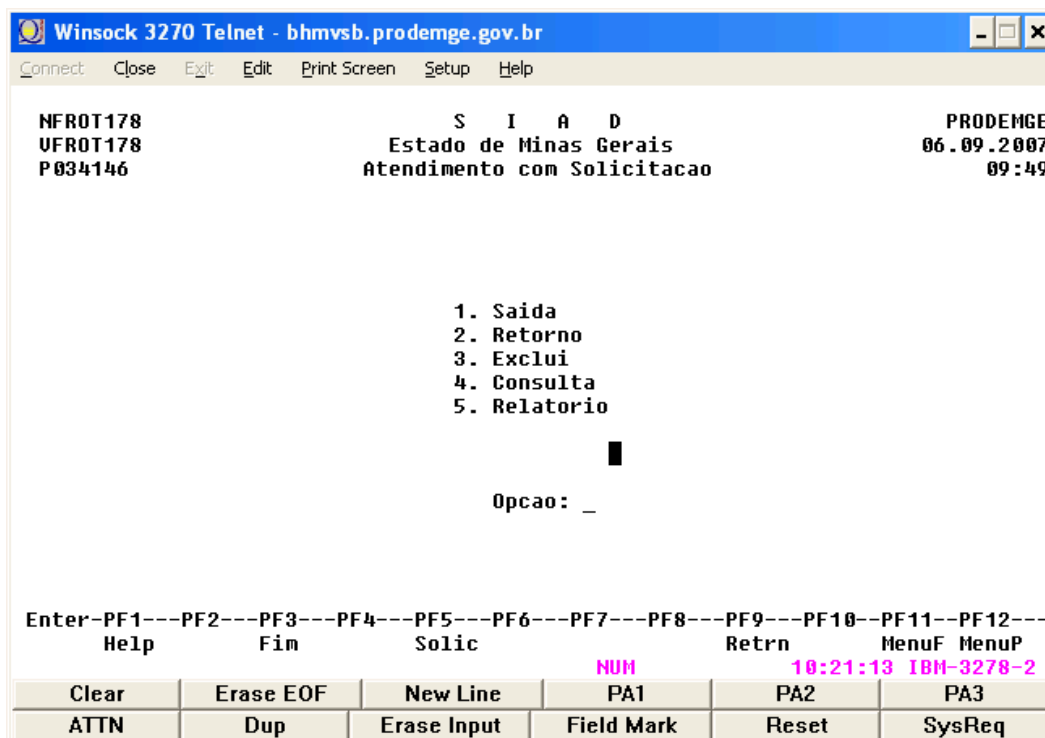 Winsock 3270 Telnet - bhmvsb.prodemge.gov.br
Connect Close Exit Edit Print Screen Setup Help
NFROT178 S I A D PRODEMGE
VFROT178 Estado de Minas Gerais 06.09.2007
P034146 Atendimento com Solicitacao 09:49
1. Saida
2. Retorno
3. Exclui
4. Consulta
5. Relatorio
Opcao: _
Enter-PF1---PF2---PF3---PF4---PF5---PF6---PF7---PF8---PF9---PF10--PF11--PF12---
Help Fim Solic Retrn MenuF MenuP
NUM 10:21:13 IBM-3278-2
Clear Erase EOF New Line PA1 PA2 PA3
ATTN Dup Erase Input Field Mark Reset SysReq